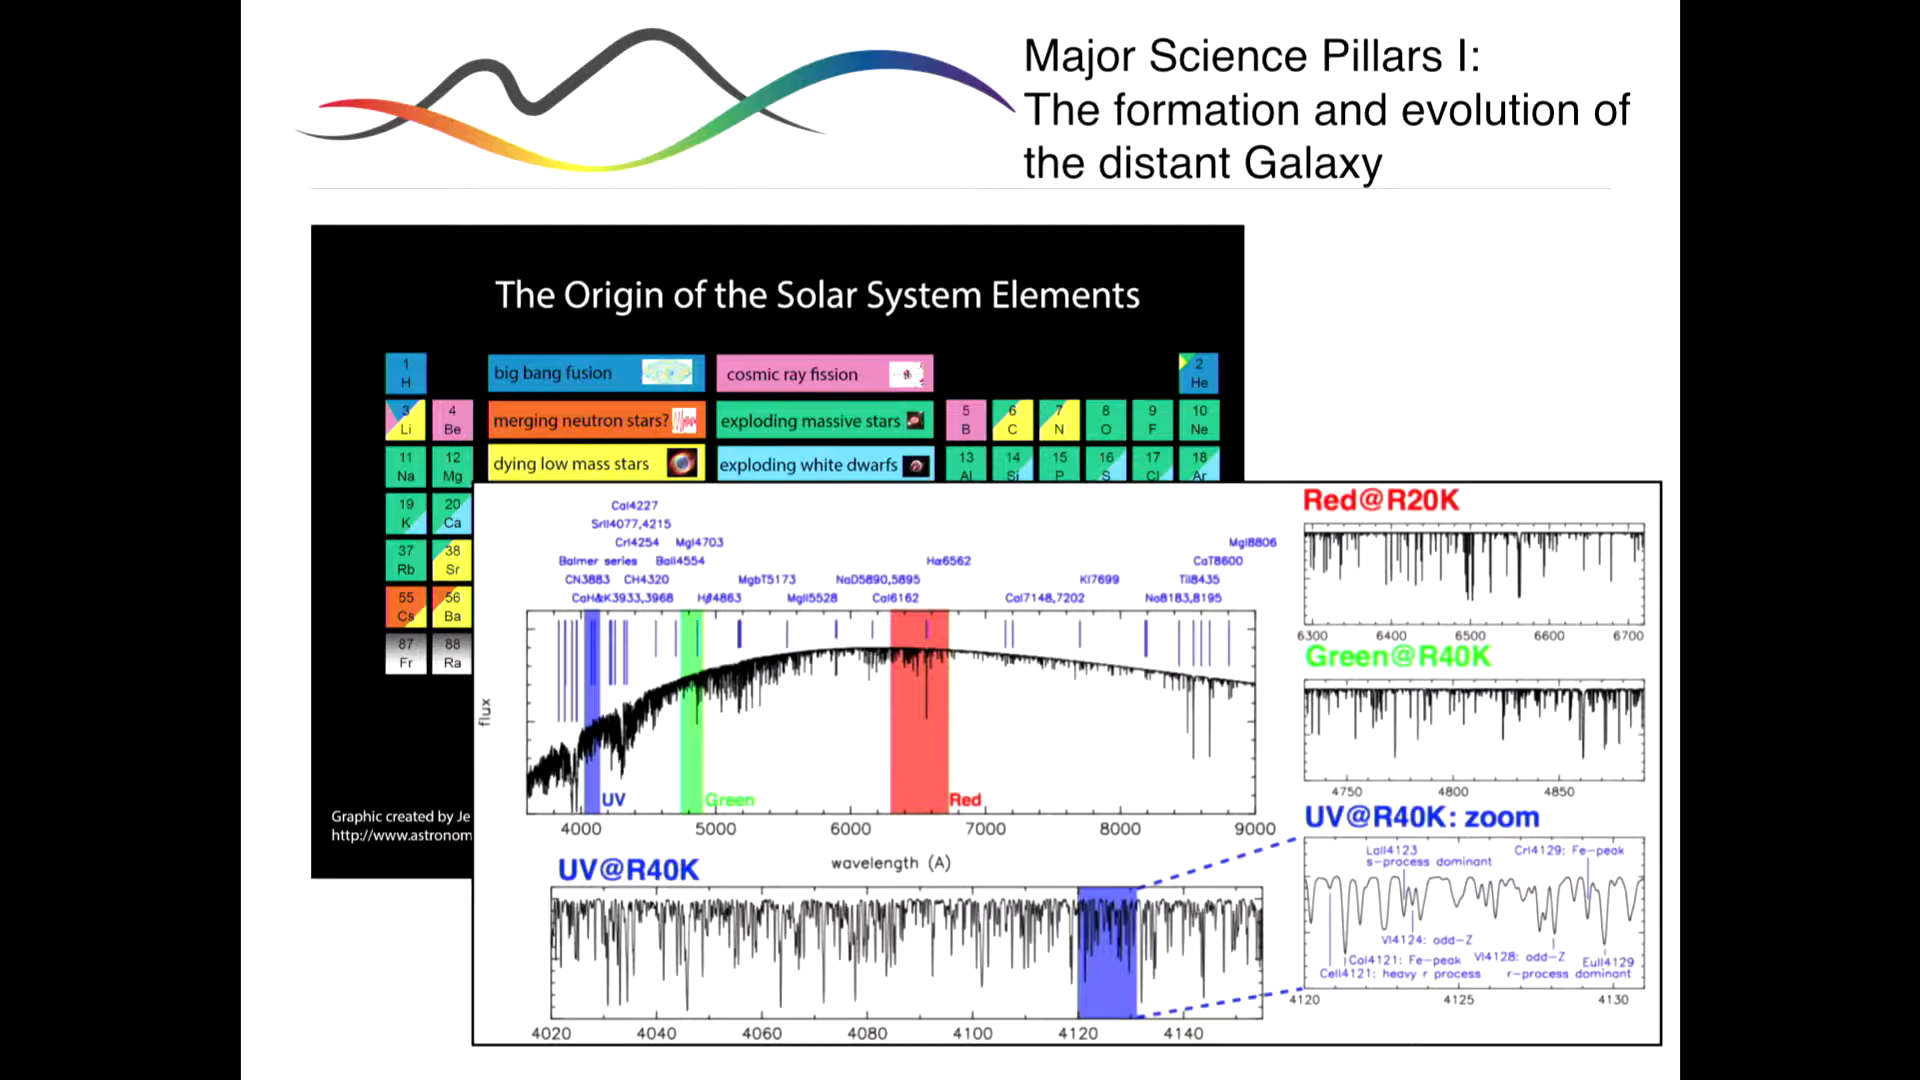 Major Science Pillars I:
The formation and evolution of
the distant Galaxy
The Origin of the Solar System Elements
1
H
big bang fusion
cosmic ray fission
2
He
3
Li
4
Be
merging neutron stars?
exploding massive stars
5
B
6
C
7
N
8
O
9
F
10
Ne
11
Na
12
Mg
dying low mass stars
exploding white dwarfs
13
Al
14
Si
15
P
16
S
17
Cl
18
Ar
19
K
20
Ca
37
Rb
38
Sr
55
Cs
56
Ba
87
Fr
88
Ra
Graphic created by Je
http://www.astronom
CaI4227
SrII4077,4215
CrI4254 MgI4703
Balmer series BaII4554
CN3883 CH4320
CaH&K3933,3968
Hβ4863
MgbT5173
MgII5528
NaD5890,5895
CaI6162
Hα6562
KI7699
CaI7148,7202
MgI8806
CaT8600
TiI8435
Na8183,8195
flux
UV
Green
Red
4000 5000 6000 7000 8000 9000
wavelength (A)
Red@R20K
6300 6400 6500 6600 6700
Green@R40K
4750 4800 4850
UV@R40K
4020 4040 4060 4080 4100 4120 4140
UV@R40K: zoom
LaII4123
s-process dominant
CrI4129: Fe-peak
VI4124: odd-Z
CoI4121: Fe-peak
CeII4121: heavy r process
VI4128: odd-Z
EuII4129
r-process dominant
4120 4125 4130